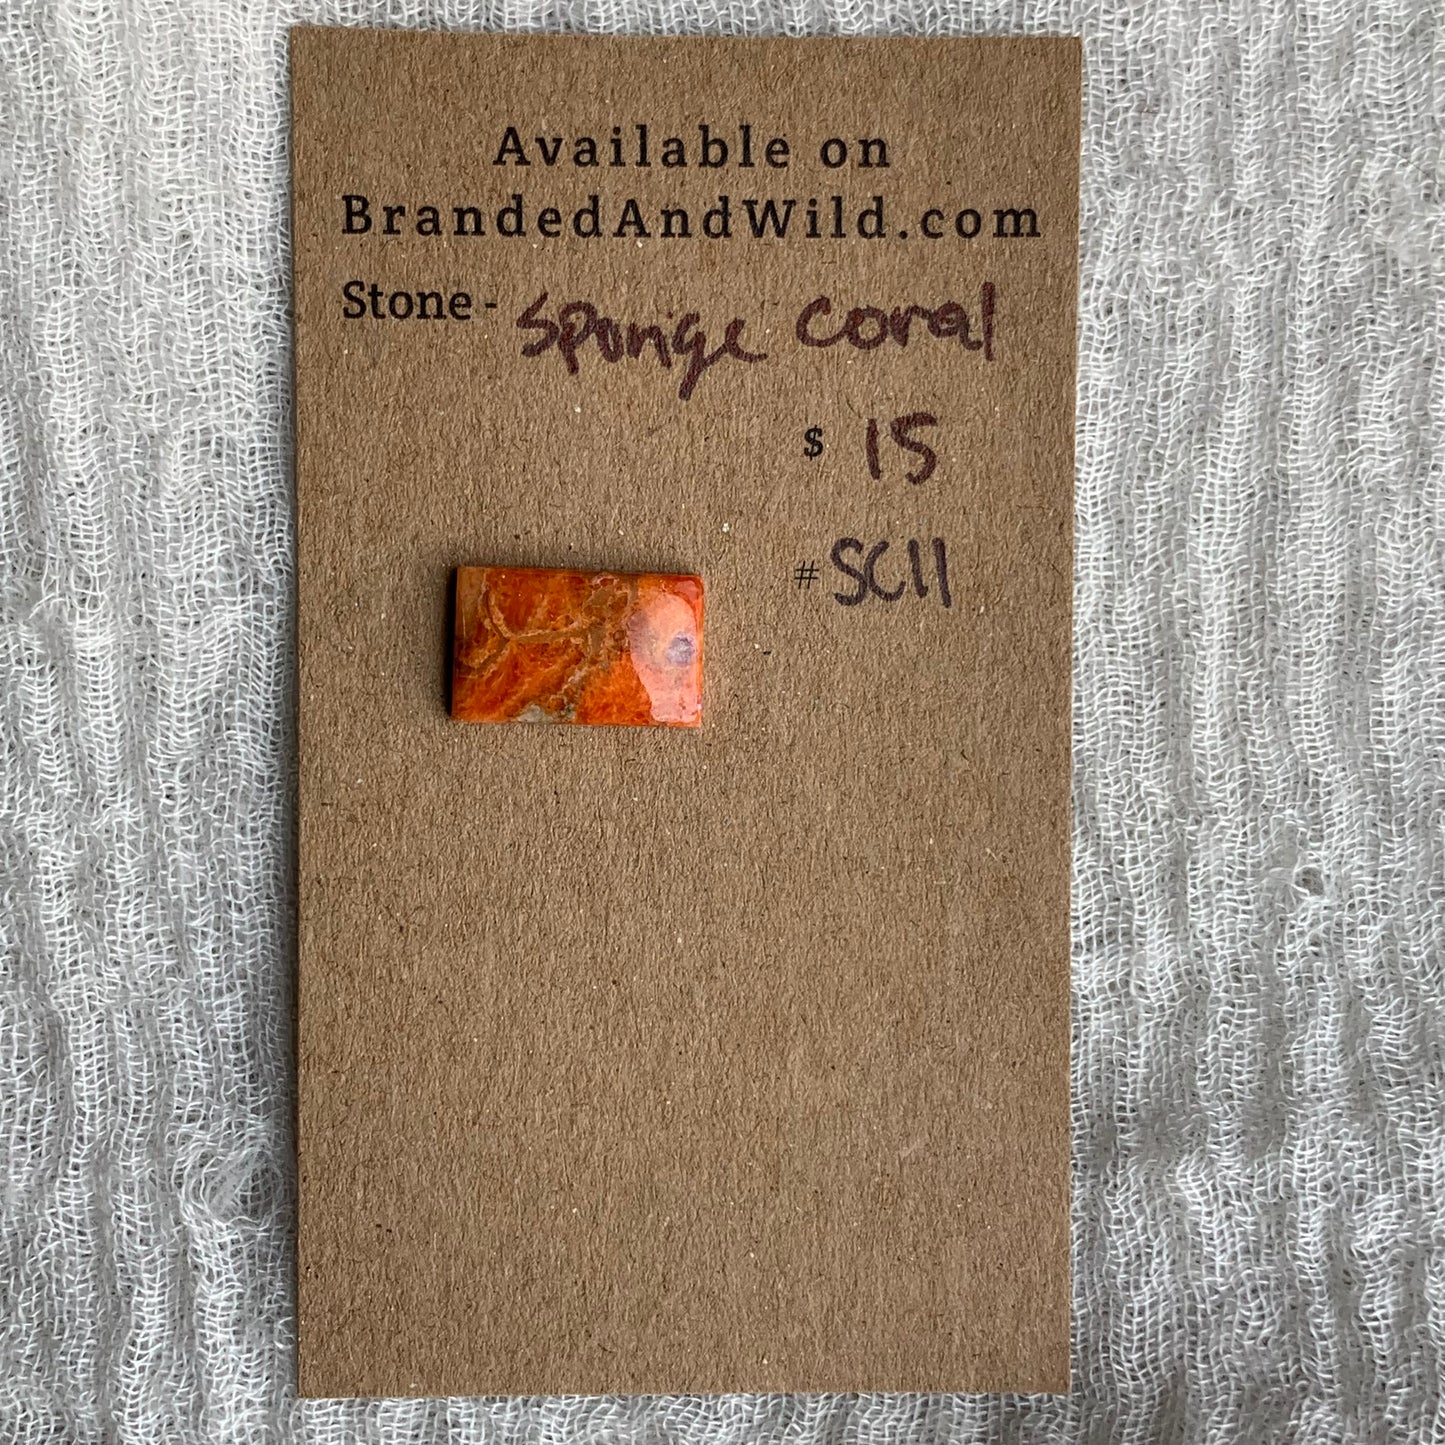 Available on
BrandedAndWild.com
Stone - Sponge coral
$ 15
# SC11